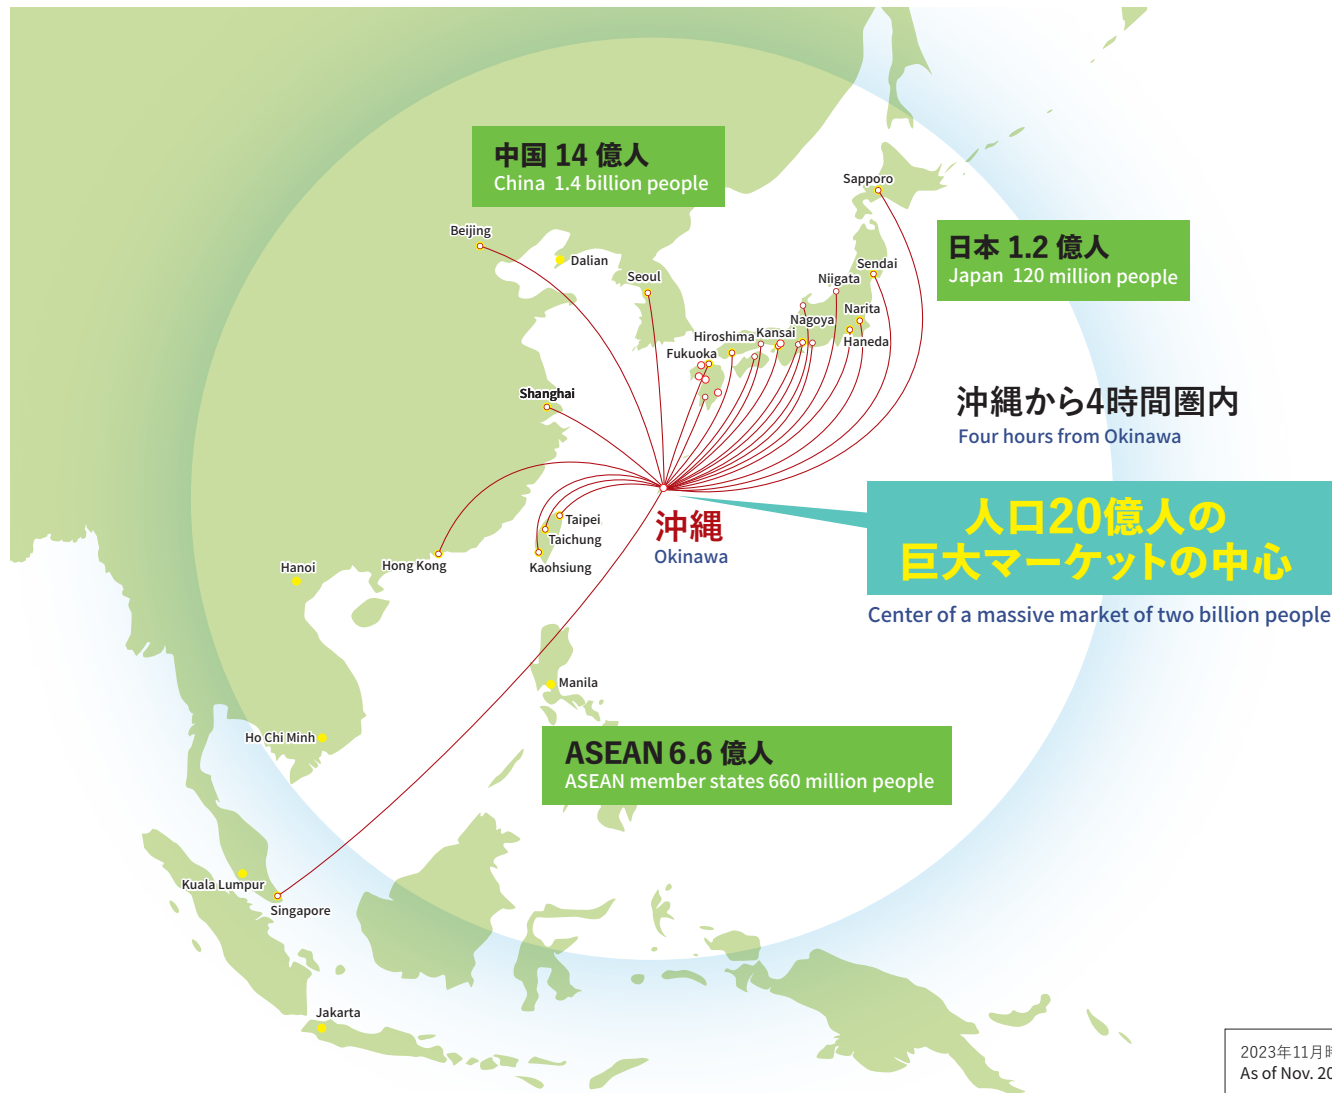 中国 14 億人
China 1.4 billion people
Sapporo
Beijing
日本 1.2 億人
Japan 120 million people
Dalian
Sendai
Seoul
Niigata
Narita
Nagoya
Hiroshima
Kansai
Haneda
Fukuoka
Shanghai
沖縄から4時間圏内
Four hours from Okinawa
人口20億人の
巨大マーケットの中心
Center of a massive market of two billion people
沖縄
Okinawa
Taipei
Taichung
Kaohsiung
Hong Kong
Hanoi
Manila
Ho Chi Minh
ASEAN 6.6 億人
ASEAN member states 660 million people
Kuala Lumpur
Singapore
Jakarta
2023年11月時
As of Nov. 20